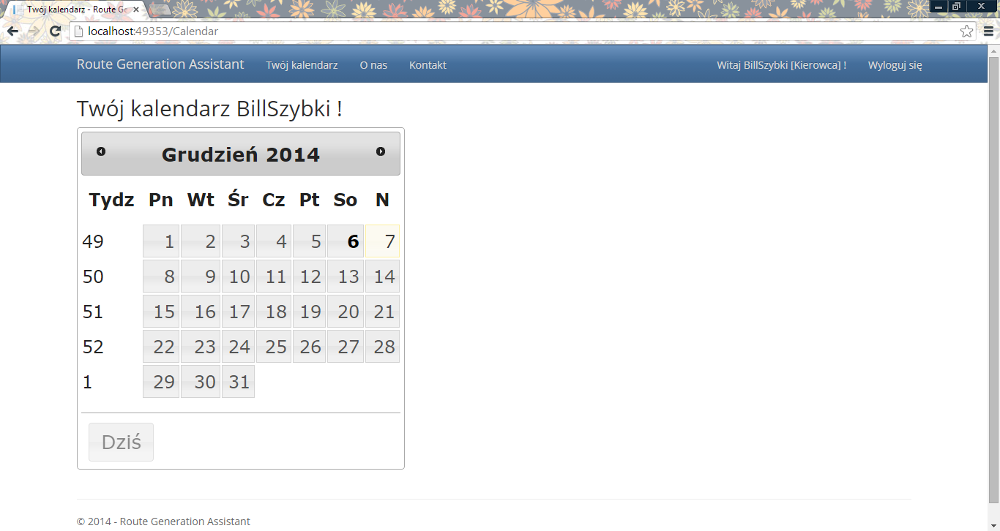 Twój kalendarz - Route Ge
localhost:49353/Calendar
Route Generation Assistant Twój kalendarz O nas Kontakt Witaj BillSzybki [Kierowca] ! Wyloguj się
Twój kalendarz BillSzybki !
Grudzień 2014
Tydz Pn Wt Śr Cz Pt So N
49 1 2 3 4 5 6 7
50 8 9 10 11 12 13 14
51 15 16 17 18 19 20 21
52 22 23 24 25 26 27 28
1 29 30 31
Dziś
© 2014 - Route Generation Assistant